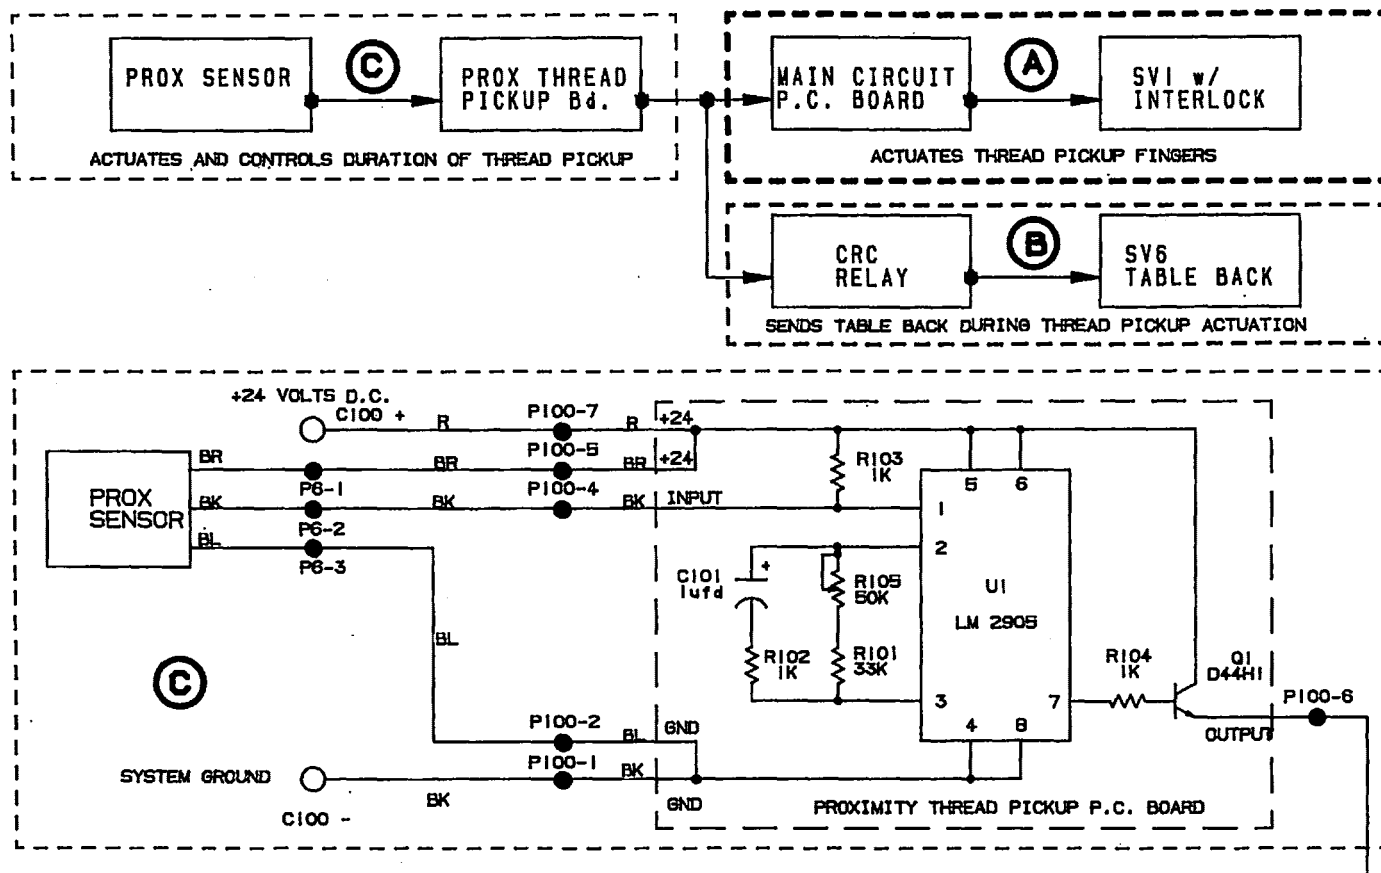 PROX SENSOR
C
PROX THREAD
PICKUP Bd.
ACTUATES AND CONTROLS DURATION OF THREAD PICKUP
MAIN CIRCUIT
P.C. BOARD
A
SV1 w/
INTERLOCK
ACTUATES THREAD PICKUP FINGERS
CRC
RELAY
B
SV6
TABLE BACK
SENDS TABLE BACK DURING THREAD PICKUP ACTUATION
+24 VOLTS D.C.
C100 +
R
P100-7
R
+24
BR
P6-1
BR
P100-5
BR
+24
PROX
SENSOR
BK
P6-2
BK
P100-4
BK
INPUT
BL
P6-3
BL
R103
1K
5
6
1
2
3
4
8
7
U1
LM 2905
C101
1ufd
+
R105
50K
R102
1K
R101
33K
R104
1K
Q1
D44H1
P100-6
OUTPUT
C
P100-2
BL
GND
SYSTEM GROUND
C100 -
BK
P100-1
BK
GND
PROXIMITY THREAD PICKUP P.C. BOARD